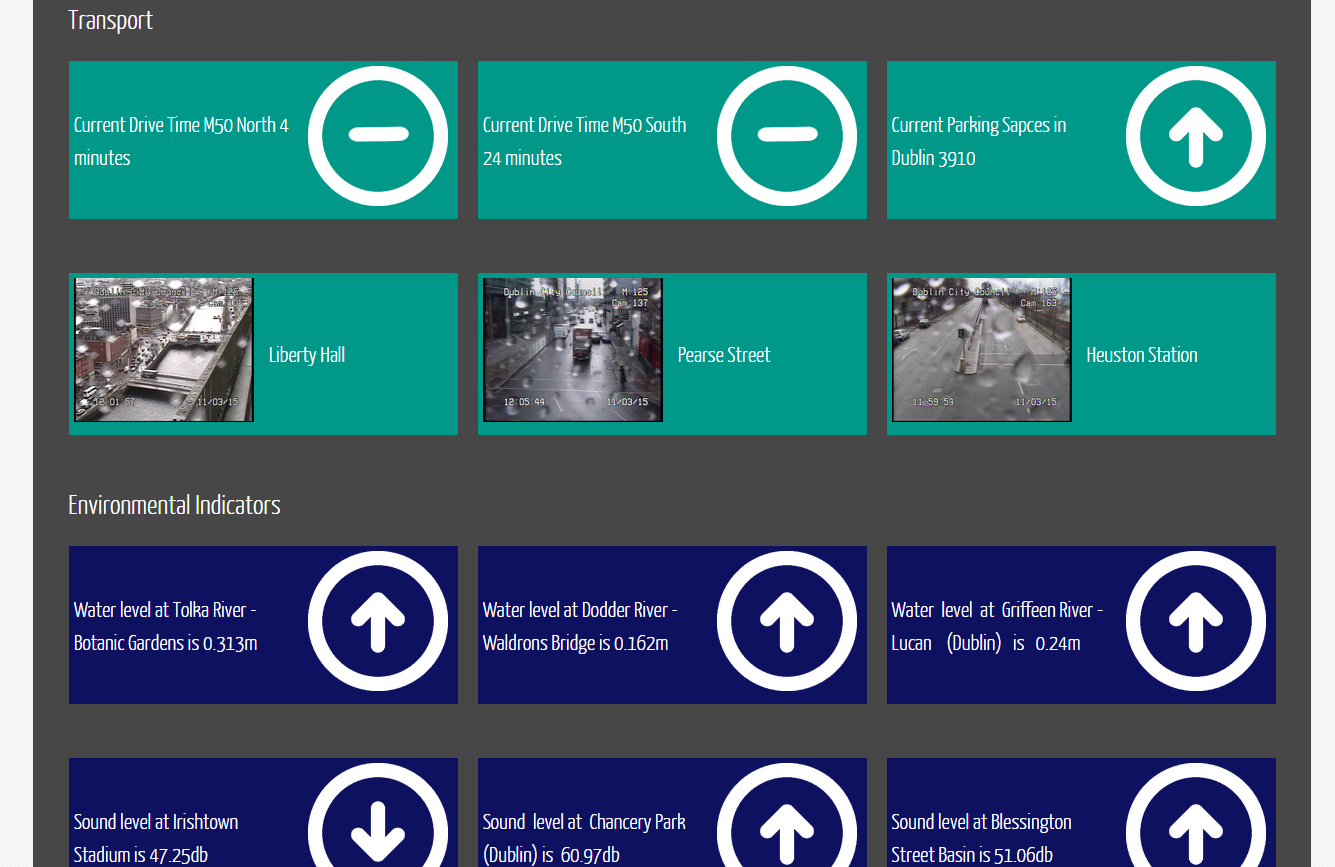 Transport
Current Drive Time M50 North 4
minutes
Current Drive Time M50 South
24 minutes
Current Parking Sapces in
Dublin 3910
Dublin City Council M:125
12:01:57 11/03/15
Liberty Hall
Dublin City Council M:125
Cam:137
12:05:44 11/03/15
Pearse Street
Dublin City Council M:125
Cam:163
11:59:59 11/03/15
Heuston Station
Environmental Indicators
Water level at Tolka River -
Botanic Gardens is 0.313m
Water level at Dodder River -
Waldrons Bridge is 0.162m
Water level at Griffeen River -
Lucan (Dublin) is 0.24m
Sound level at Irishtown
Stadium is 47.25db
Sound level at Chancery Park
(Dublin) is 60.97db
Sound level at Blessington
Street Basin is 51.06db